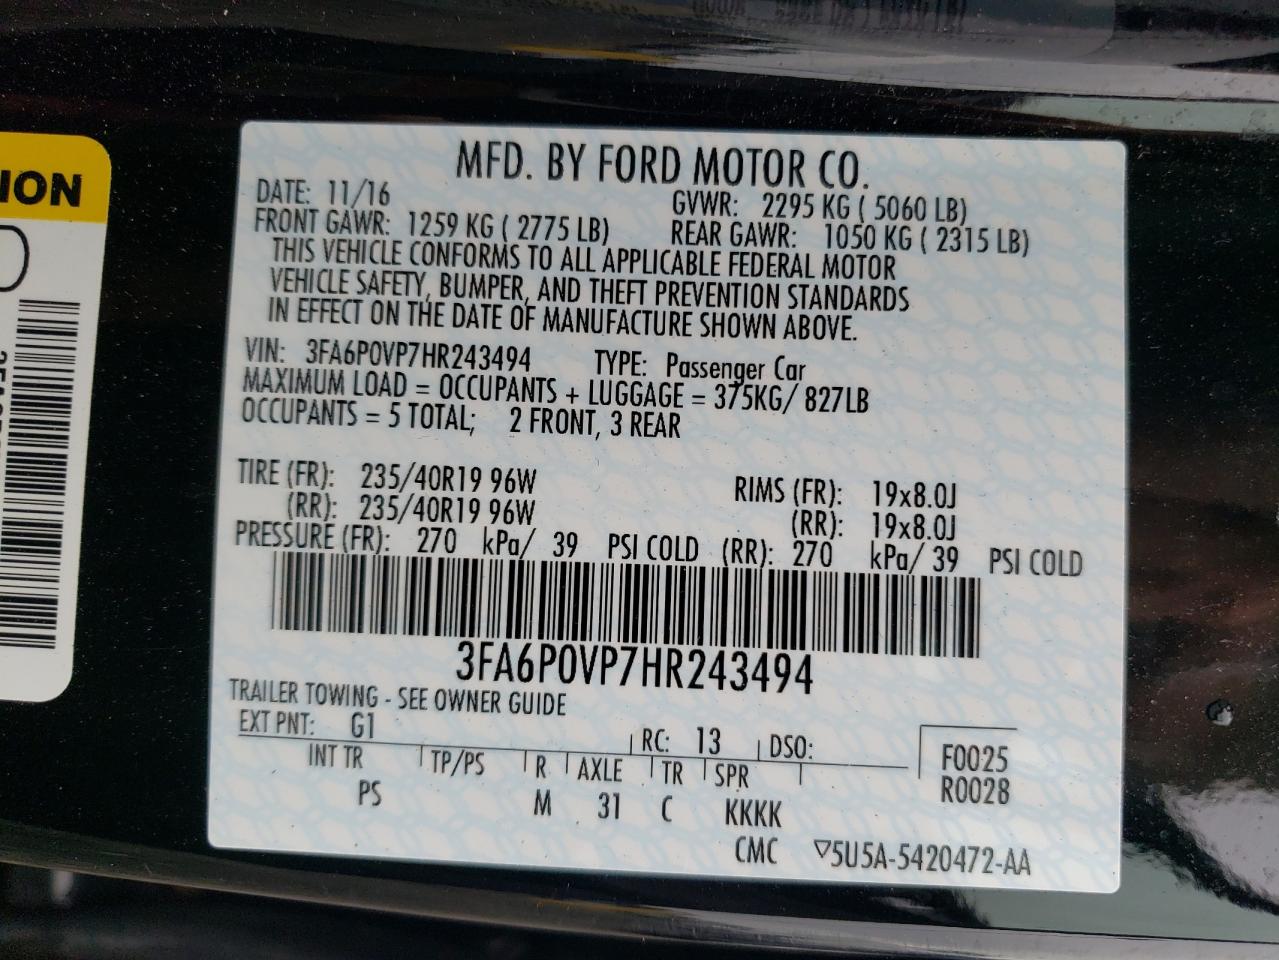 ION
MFD. BY FORD MOTOR CO.
DATE: 11/16 GVWR: 2295 KG ( 5060 LB)
FRONT GAWR: 1259 KG ( 2775 LB) REAR GAWR: 1050 KG ( 2315 LB)
THIS VEHICLE CONFORMS TO ALL APPLICABLE FEDERAL MOTOR
VEHICLE SAFETY, BUMPER, AND THEFT PREVENTION STANDARDS
IN EFFECT ON THE DATE OF MANUFACTURE SHOWN ABOVE.
VIN: 3FA6P0VP7HR243494 TYPE: Passenger Car
MAXIMUM LOAD = OCCUPANTS + LUGGAGE = 375KG/ 827LB
OCCUPANTS = 5 TOTAL; 2 FRONT, 3 REAR
TIRE (FR): 235/40R19 96W RIMS (FR): 19x8.0J
(RR): 235/40R19 96W (RR): 19x8.0J
PRESSURE (FR): 270 kPa/ 39 PSI COLD (RR): 270 kPa/ 39 PSI COLD
3FA6P0VP7HR243494
TRAILER TOWING - SEE OWNER GUIDE
EXT PNT: G1 RC: 13 DSO: F0025
INT TR TP/PS R AXLE TR SPR R0028
PS M 31 C KKKK
CMC ▽5U5A-5420472-AA